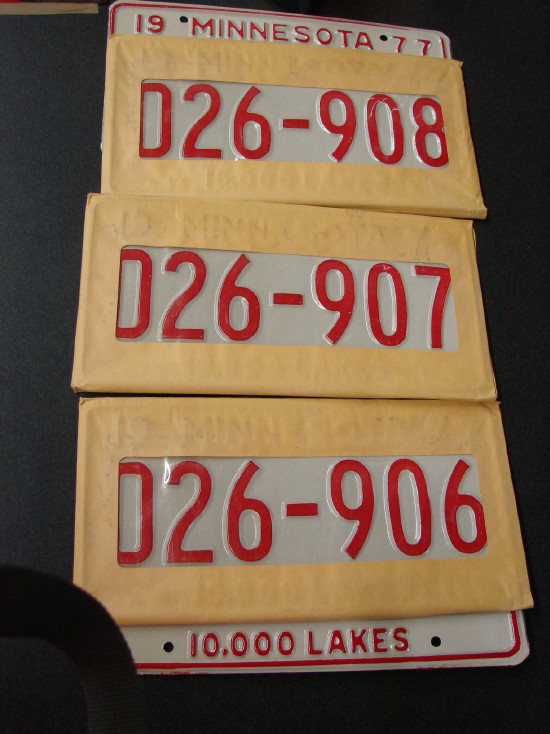 19 MINNESOTA 77
D26-908
D26-907
D26-906
10,000 LAKES